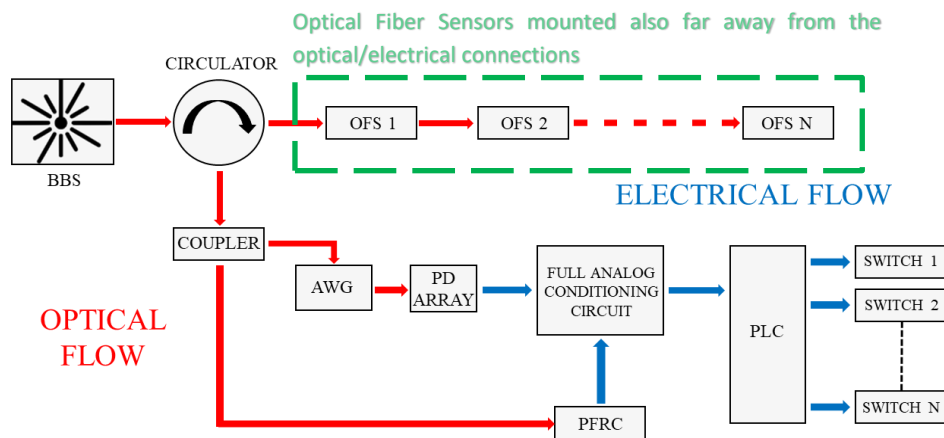 Optical Fiber Sensors mounted also far away from the
optical/electrical connections
CIRCULATOR
BBS
OFS 1
OFS 2
OFS N
ELECTRICAL FLOW
COUPLER
AWG
PD
ARRAY
FULL ANALOG
CONDITIONING
CIRCUIT
PLC
SWITCH 1
SWITCH 2
SWITCH N
OPTICAL
FLOW
PFRC